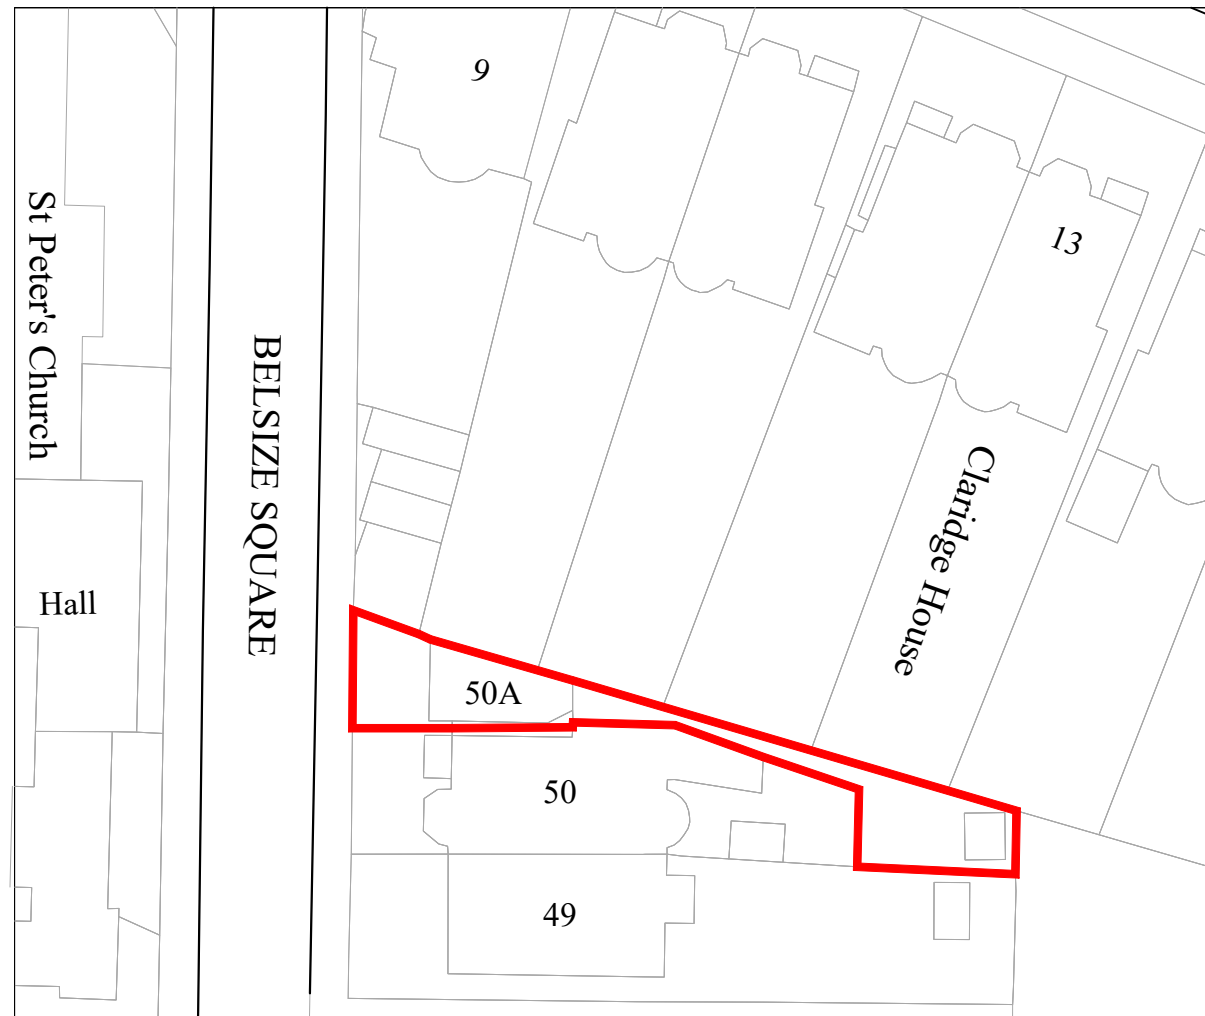 9
13
St Peter's Church
BELSIZE SQUARE
Claridge House
Hall
50A
50
49